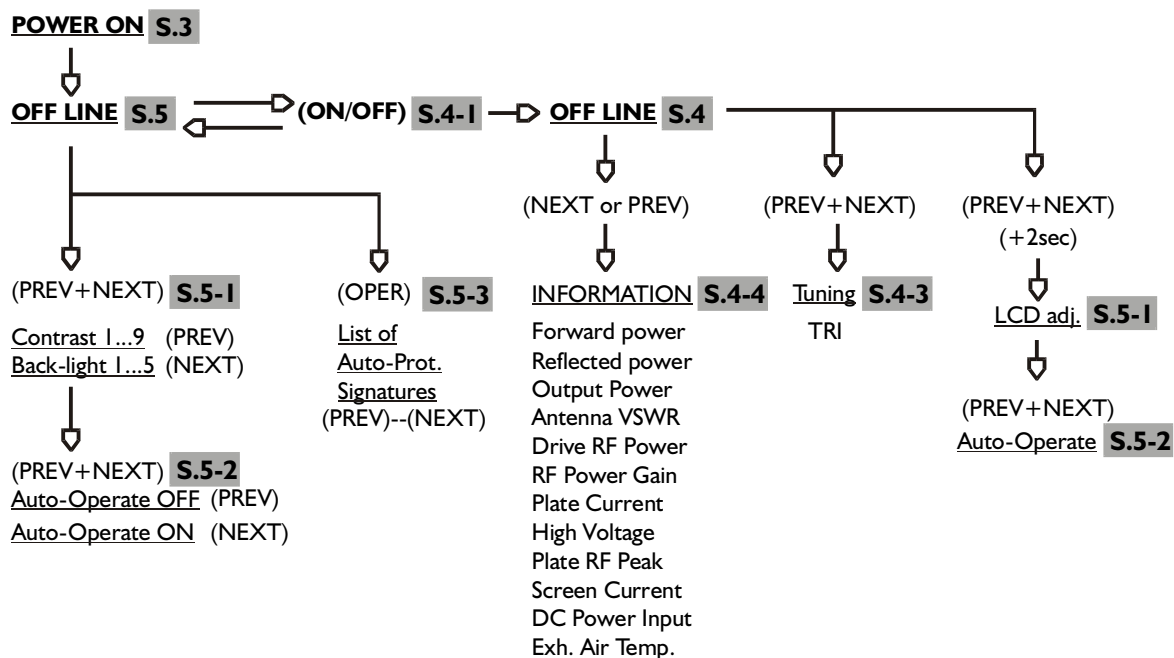 POWER ON S.3
OFF LINE S.5
(ON/OFF) S.4-1
OFF LINE S.4
(PREV+NEXT) S.5-1
Contrast 1...9 (PREV)
Back-light 1...5 (NEXT)
(PREV+NEXT) S.5-2
Auto-Operate OFF (PREV)
Auto-Operate ON (NEXT)
(OPER) S.5-3
List of
Auto-Prot.
Signatures
(PREV)--(NEXT)
(NEXT or PREV)
INFORMATION S.4-4
Forward power
Reflected power
Output Power
Antenna VSWR
Drive RF Power
RF Power Gain
Plate Current
High Voltage
Plate RF Peak
Screen Current
DC Power Input
Exh. Air Temp.
(PREV+NEXT)
Tuning S.4-3
TRI
(PREV+NEXT)
(+2sec)
LCD adj. S.5-1
(PREV+NEXT)
Auto-Operate S.5-2